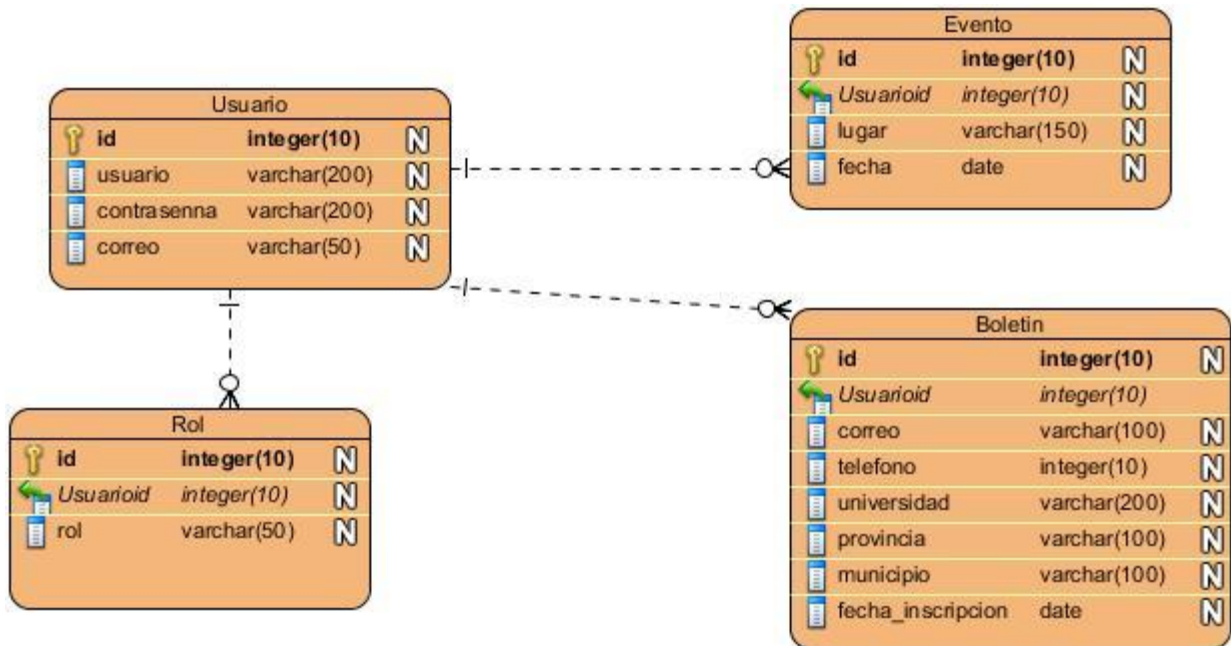 Usuario
id integer(10) N
usuario varchar(200) N
contrasenna varchar(200) N
correo varchar(50) N
Evento
id integer(10) N
Usuarioid integer(10) N
lugar varchar(150) N
fecha date N
Rol
id integer(10) N
Usuarioid integer(10) N
rol varchar(50) N
Boletin
id integer(10) N
Usuarioid integer(10)
correo varchar(100) N
telefono integer(10) N
universidad varchar(200) N
provincia varchar(100) N
municipio varchar(100) N
fecha_inscripcion date N